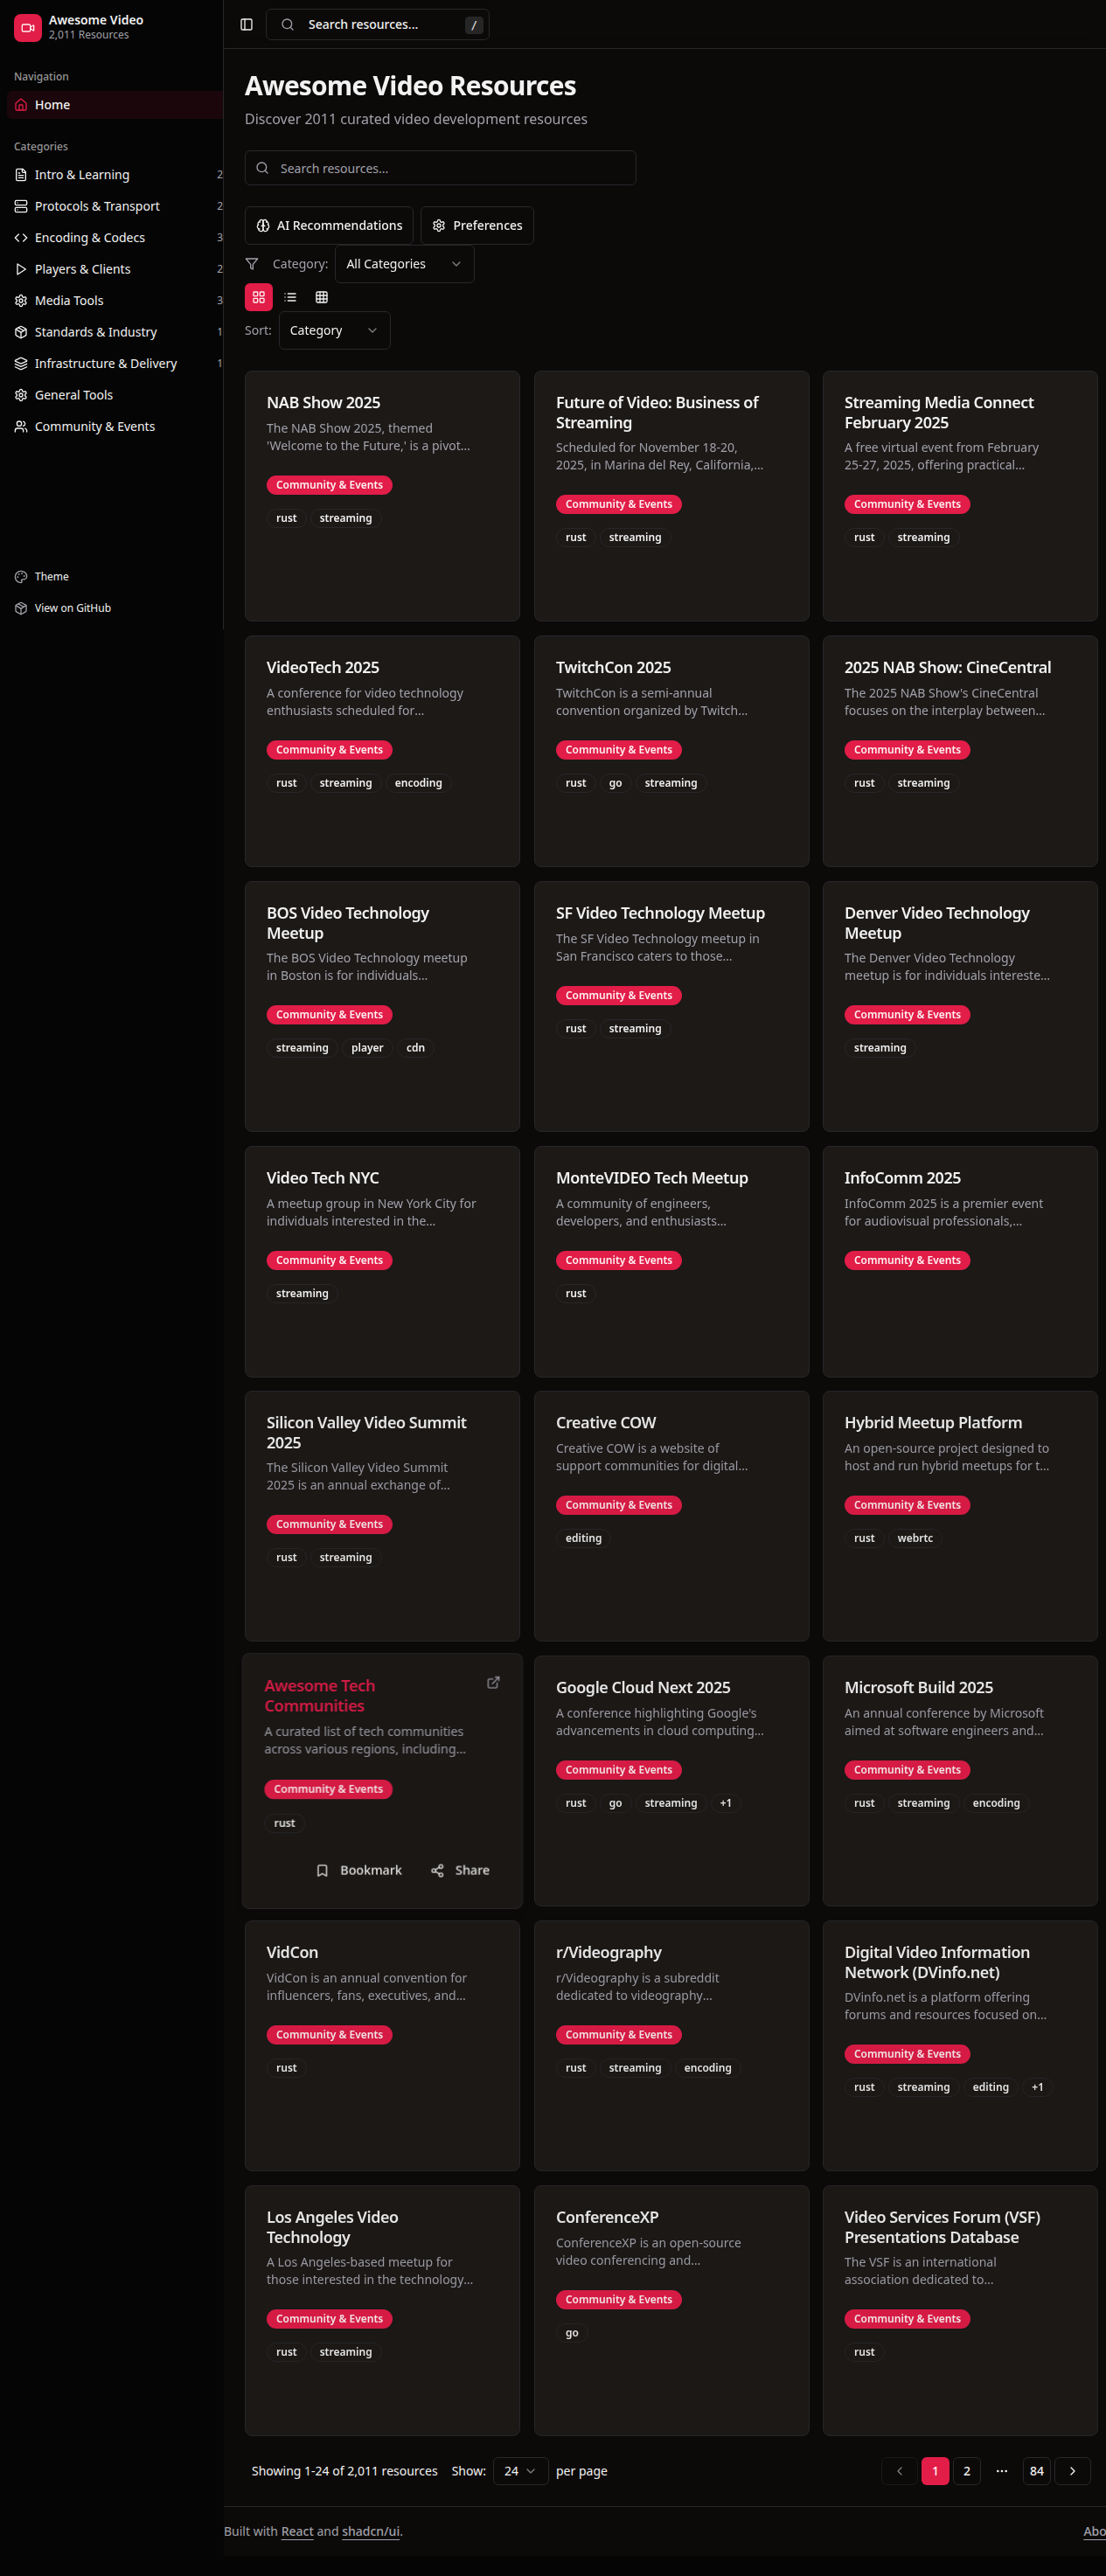 Awesome Video
2,011 Resources
Navigation
Home
Categories
Intro & Learning 2
Protocols & Transport 2
Encoding & Codecs 3
Players & Clients 2
Media Tools 3
Standards & Industry 1
Infrastructure & Delivery 1
General Tools
Community & Events
Theme
View on GitHub
Search resources... /
Awesome Video Resources
Discover 2011 curated video development resources
Search resources...
AI Recommendations Preferences
Category: All Categories
Sort: Category
NAB Show 2025
The NAB Show 2025, themed
'Welcome to the Future,' is a pivot...
Community & Events
rust streaming
Future of Video: Business of
Streaming
Scheduled for November 18-20,
2025, in Marina del Rey, California,...
Community & Events
rust streaming
Streaming Media Connect
February 2025
A free virtual event from February
25-27, 2025, offering practical...
Community & Events
rust streaming
VideoTech 2025
A conference for video technology
enthusiasts scheduled for...
Community & Events
rust streaming encoding
TwitchCon 2025
TwitchCon is a semi-annual
convention organized by Twitch...
Community & Events
rust go streaming
2025 NAB Show: CineCentral
The 2025 NAB Show's CineCentral
focuses on the interplay between...
Community & Events
rust streaming
BOS Video Technology
Meetup
The BOS Video Technology meetup
in Boston is for individuals...
Community & Events
streaming player cdn
SF Video Technology Meetup
The SF Video Technology meetup in
San Francisco caters to those...
Community & Events
rust streaming
Denver Video Technology
Meetup
The Denver Video Technology
meetup is for individuals intereste...
Community & Events
streaming
Video Tech NYC
A meetup group in New York City for
individuals interested in the...
Community & Events
streaming
MonteVIDEO Tech Meetup
A community of engineers,
developers, and enthusiasts...
Community & Events
rust
InfoComm 2025
InfoComm 2025 is a premier event
for audiovisual professionals,...
Community & Events
Silicon Valley Video Summit
2025
The Silicon Valley Video Summit
2025 is an annual exchange of...
Community & Events
rust streaming
Creative COW
Creative COW is a website of
support communities for digital...
Community & Events
editing
Hybrid Meetup Platform
An open-source project designed to
host and run hybrid meetups for t...
Community & Events
rust webrtc
Awesome Tech
Communities
A curated list of tech communities
across various regions, including...
Community & Events
rust
Bookmark Share
Google Cloud Next 2025
A conference highlighting Google's
advancements in cloud computing...
Community & Events
rust go streaming +1
Microsoft Build 2025
An annual conference by Microsoft
aimed at software engineers and...
Community & Events
rust streaming encoding
VidCon
VidCon is an annual convention for
influencers, fans, executives, and...
Community & Events
rust
r/Videography
r/Videography is a subreddit
dedicated to videography...
Community & Events
rust streaming encoding
Digital Video Information
Network (DVinfo.net)
DVinfo.net is a platform offering
forums and resources focused on...
Community & Events
rust streaming editing +1
Los Angeles Video
Technology
A Los Angeles-based meetup for
those interested in the technology...
Community & Events
rust streaming
ConferenceXP
ConferenceXP is an open-source
video conferencing and...
Community & Events
go
Video Services Forum (VSF)
Presentations Database
The VSF is an international
association dedicated to...
Community & Events
rust
Showing 1-24 of 2,011 resources Show: 24 per page
1 2 ... 84
Built with React and shadcn/ui. Abo